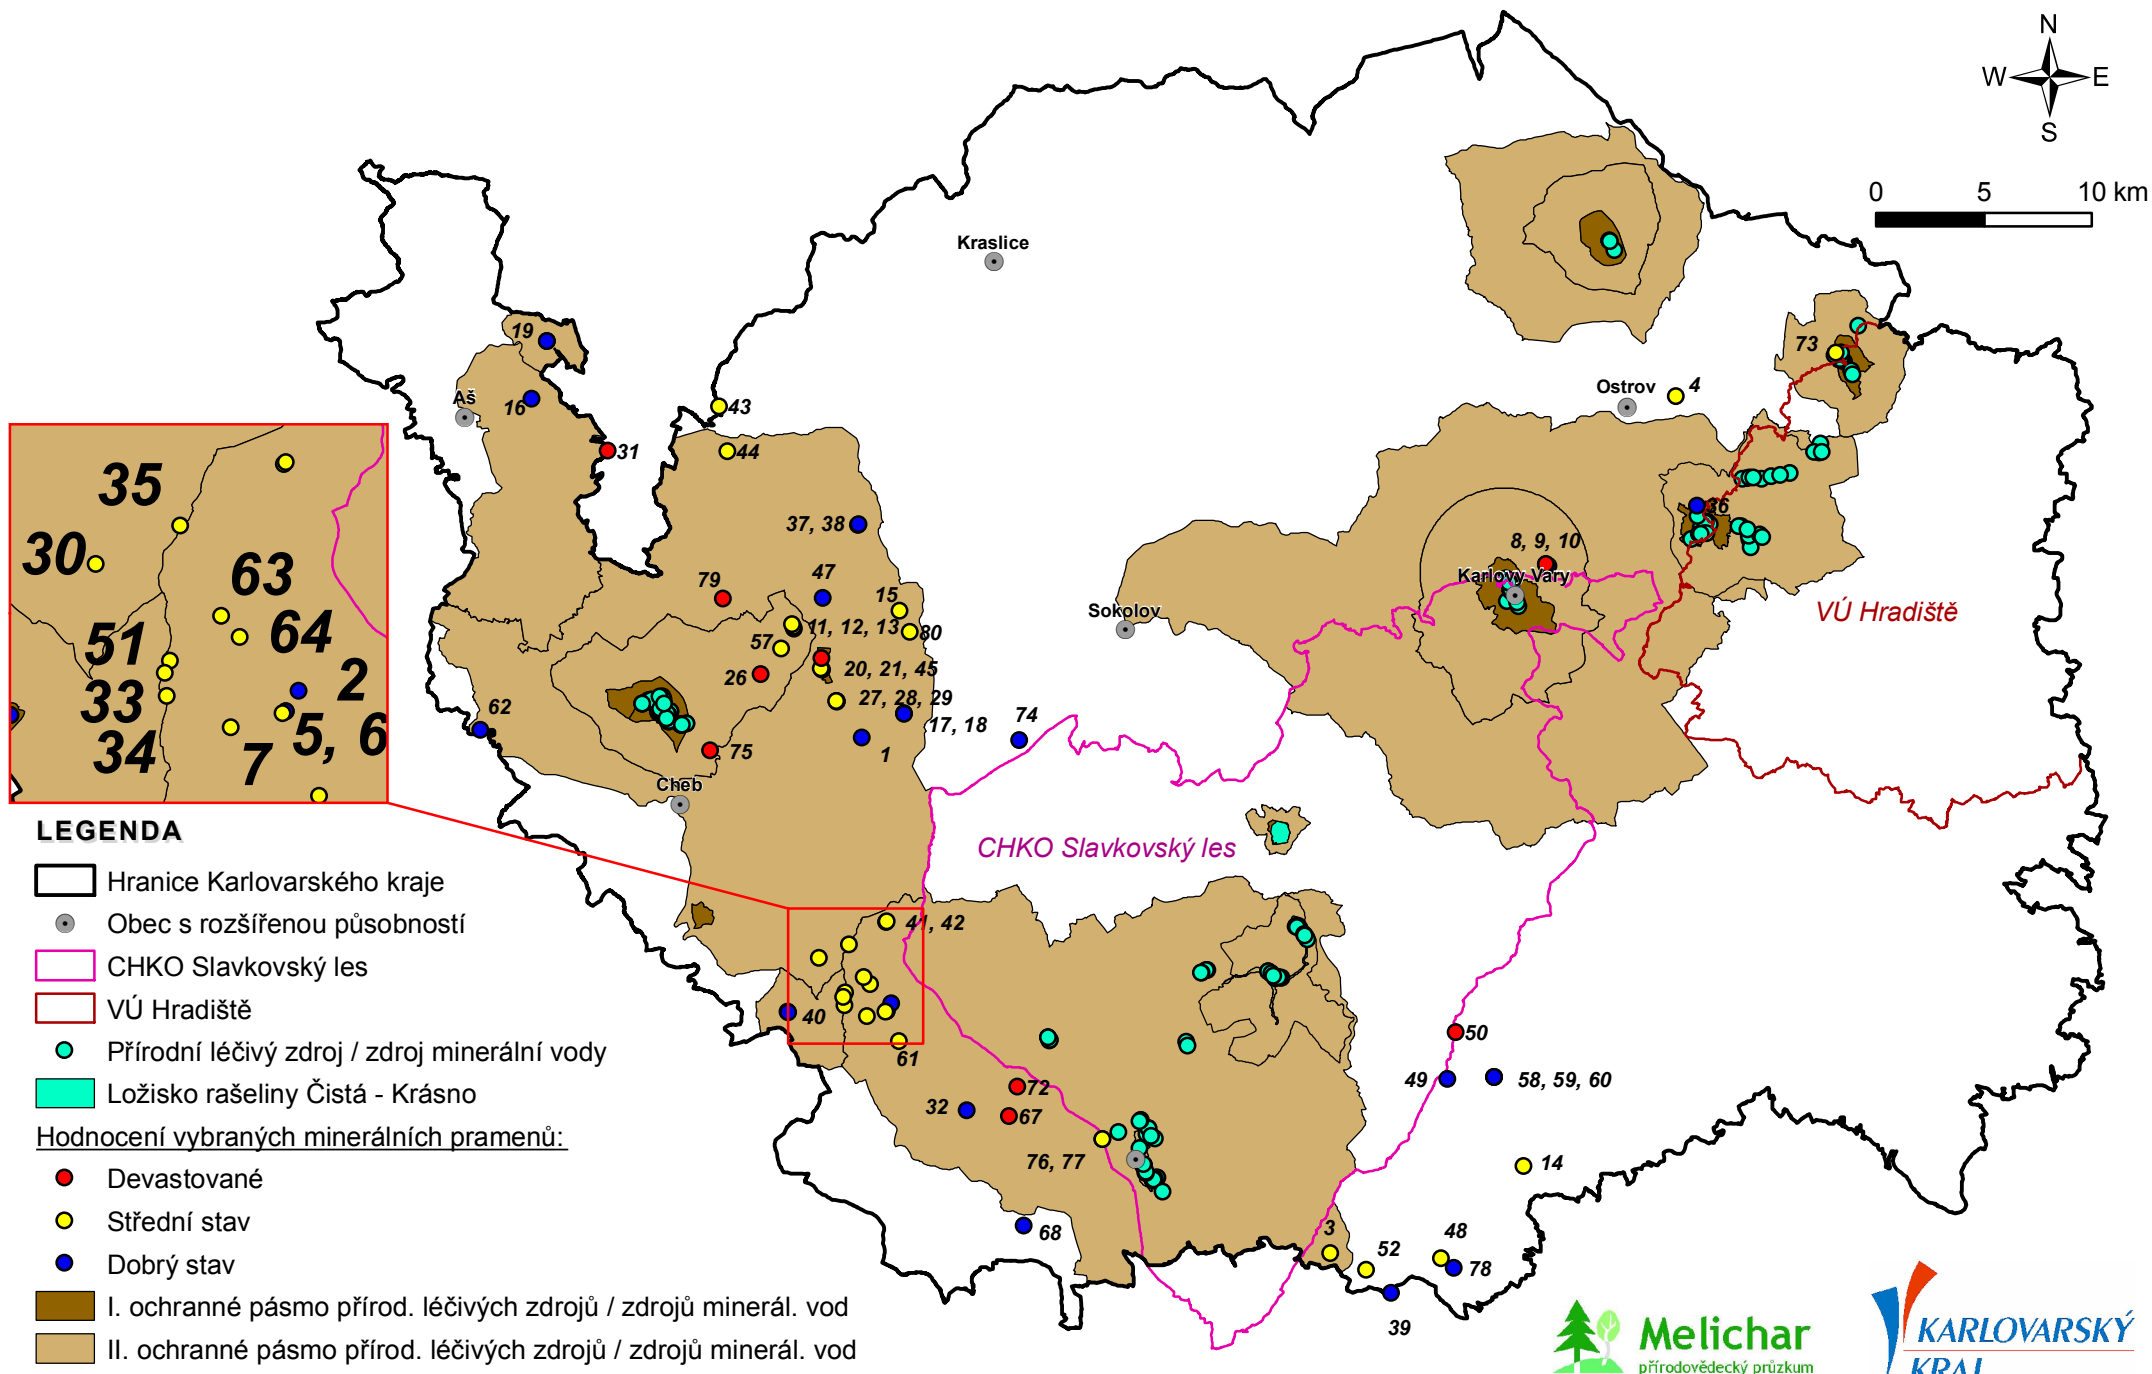 N
W E
S
0 5 10 km
Kraslice
19
73
Aš
16
43
Ostrov
4
31
44
35
37, 38
36
30
8, 9, 10
63
79
47
Karlovy Vary
15
Sokolov
VÚ Hradiště
11, 12, 13
80
64
51
57
26
20, 21, 45
2
33
27, 28, 29
62
17, 18
74
5, 6
34
7
75
1
Cheb
CHKO Slavkovský les
41, 42
40
61
50
72
49
58, 59, 60
32
67
76, 77
14
68
3
52
48
78
39
LEGENDA
Hranice Karlovarského kraje
Obec s rozšířenou působností
CHKO Slavkovský les
VÚ Hradiště
Přírodní léčivý zdroj / zdroj minerální vody
Ložisko rašeliny Čistá - Krásno
Hodnocení vybraných minerálních pramenů:
Devastované
Střední stav
Dobrý stav
I. ochranné pásmo přírod. léčivých zdrojů / zdrojů minerál. vod
II. ochranné pásmo přírod. léčivých zdrojů / zdrojů minerál. vod
Melichar
přírodovědecký průzkum
KARLOVARSKÝ
KRAJ